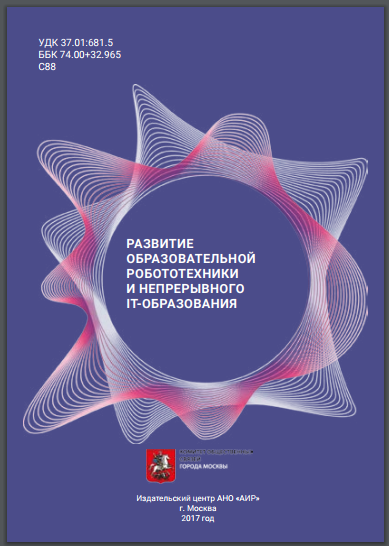 УДК 37.01:681.5
ББК 74.00+32.965
С88
РАЗВИТИЕ
ОБРАЗОВАТЕЛЬНОЙ
РОБОТОТЕХНИКИ
И НЕПРЕРЫВНОГО
IT-ОБРАЗОВАНИЯ
ГОРОДА МОСКВЫ
Издательский центр АНО «АИР»
г. Москва
2017 год